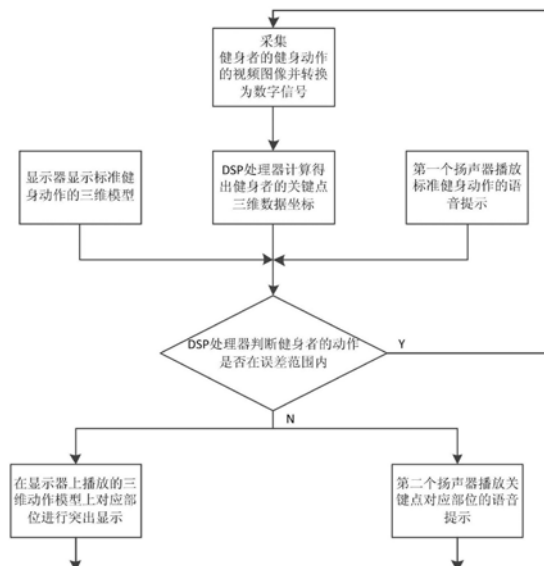 采集
健身者的健身动作
的视频图像并转换
为数字信号
显示器显示标准健
身动作的三维模型
DSP处理器计算得
出健身者的关键点
三维数据坐标
第一个扬声器播放
标准健身动作的语
音提示
DSP处理器判断健身者的动作
是否在误差范围内
Y
N
在显示器上播放的三
维动作模型上对应部
位进行突出显示
第二个扬声器播放关
键点对应部位的语音
提示